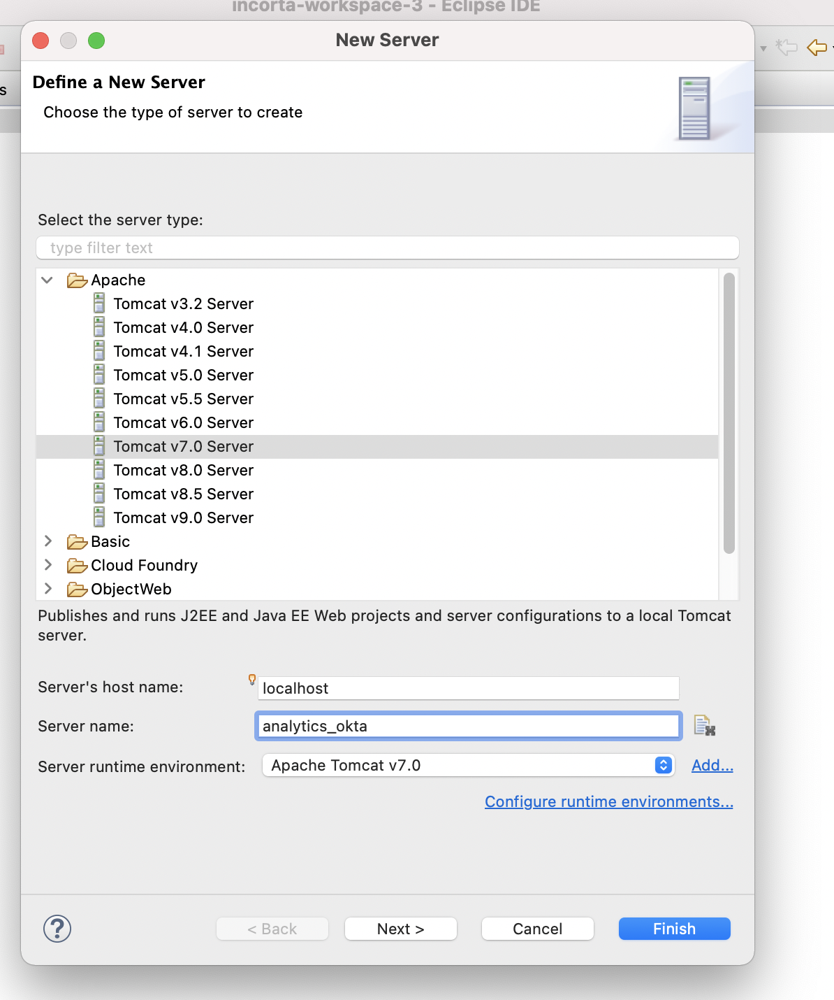 incorta-workspace-3 - Eclipse IDE
New Server
Define a New Server
Choose the type of server to create
s
Select the server type:
type filter text
Apache
Tomcat v3.2 Server
Tomcat v4.0 Server
Tomcat v4.1 Server
Tomcat v5.0 Server
Tomcat v5.5 Server
Tomcat v6.0 Server
Tomcat v7.0 Server
Tomcat v8.0 Server
Tomcat v8.5 Server
Tomcat v9.0 Server
Basic
Cloud Foundry
ObjectWeb
Publishes and runs J2EE and Java EE Web projects and server configurations to a local Tomcat
server.
Server's host name: localhost
Server name: analytics_okta
Server runtime environment: Apache Tomcat v7.0 Add...
Configure runtime environments...
? < Back Next > Cancel Finish